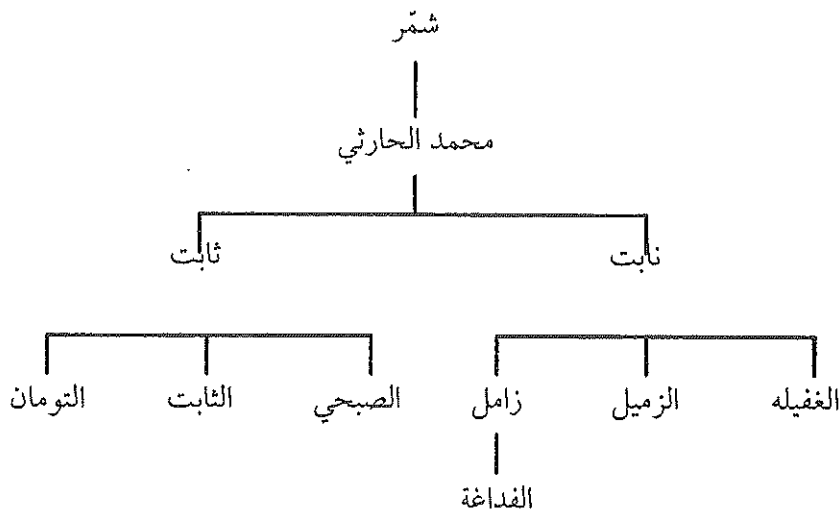 شمّر
محمد الحارثي
نابت ثابت
الغفيله الزميل زامل الصبحي الثابت التومان
الفداغة